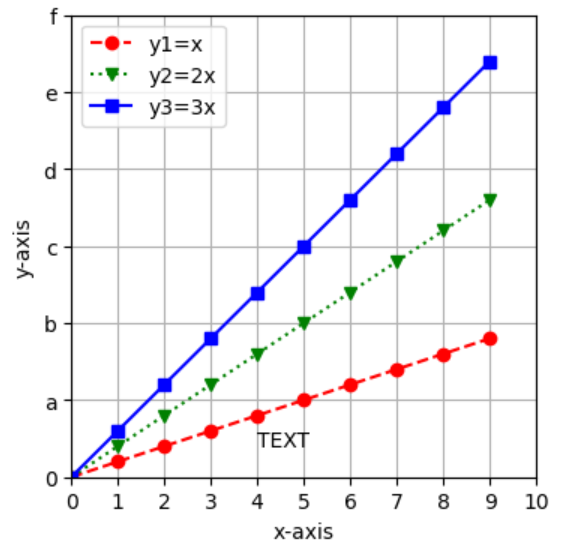 f
e
d
c
b
a
0
y-axis
y1=x
y2=2x
y3=3x
TEXT
0 1 2 3 4 5 6 7 8 9 10
x-axis